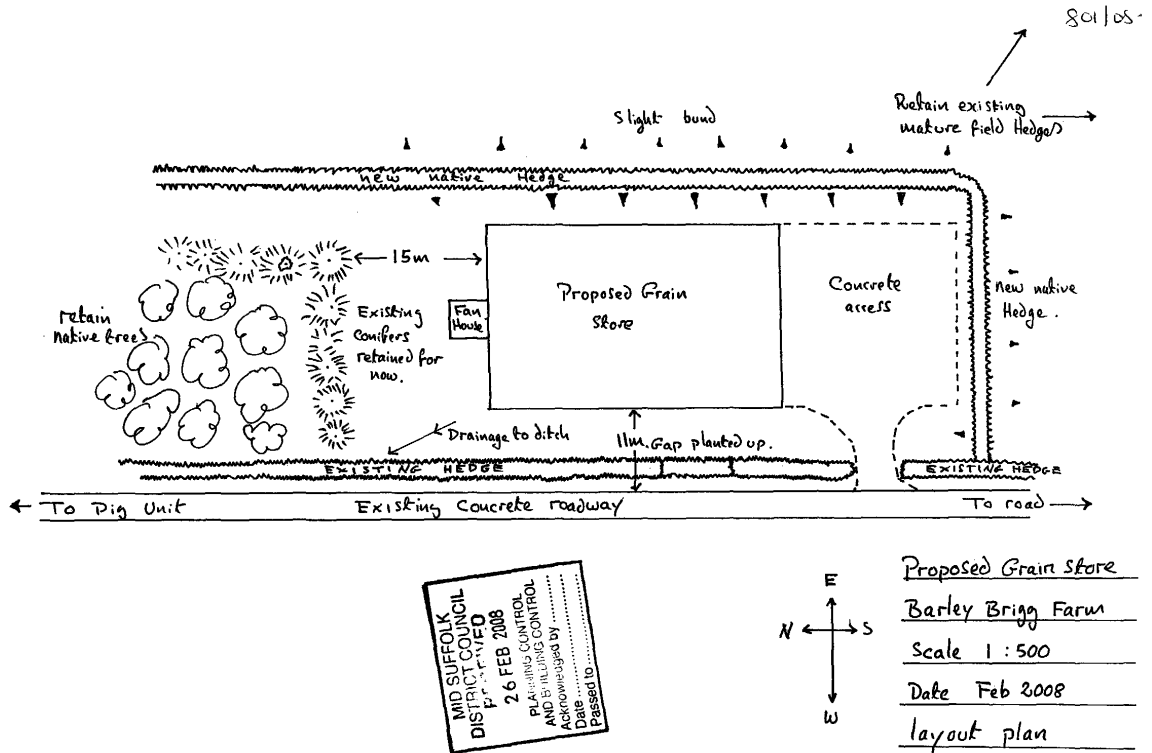 801/05
Retain existing
mature field Hedges
Slight bund
new native Hedge
15m
Proposed Grain
Store
Concrete
access
New native
Hedge.
Fan
House
Existing
conifers
retained for
now.
retain
native trees
Drainage to ditch
11m.
Gap planted up.
EXISTING HEDGE
EXISTING HEDGE
To Pig Unit
Existing Concrete roadway
To road
MID SUFFOLK
DISTRICT COUNCIL
RECEIVED
26 FEB 2008
PLANNING CONTROL
AND BUILDING CONTROL
Acknowledged by
Date
Passed to
E
N
S
W
Proposed Grain Store
Barley Brigg Farm
Scale 1:500
Date Feb 2008
layout plan